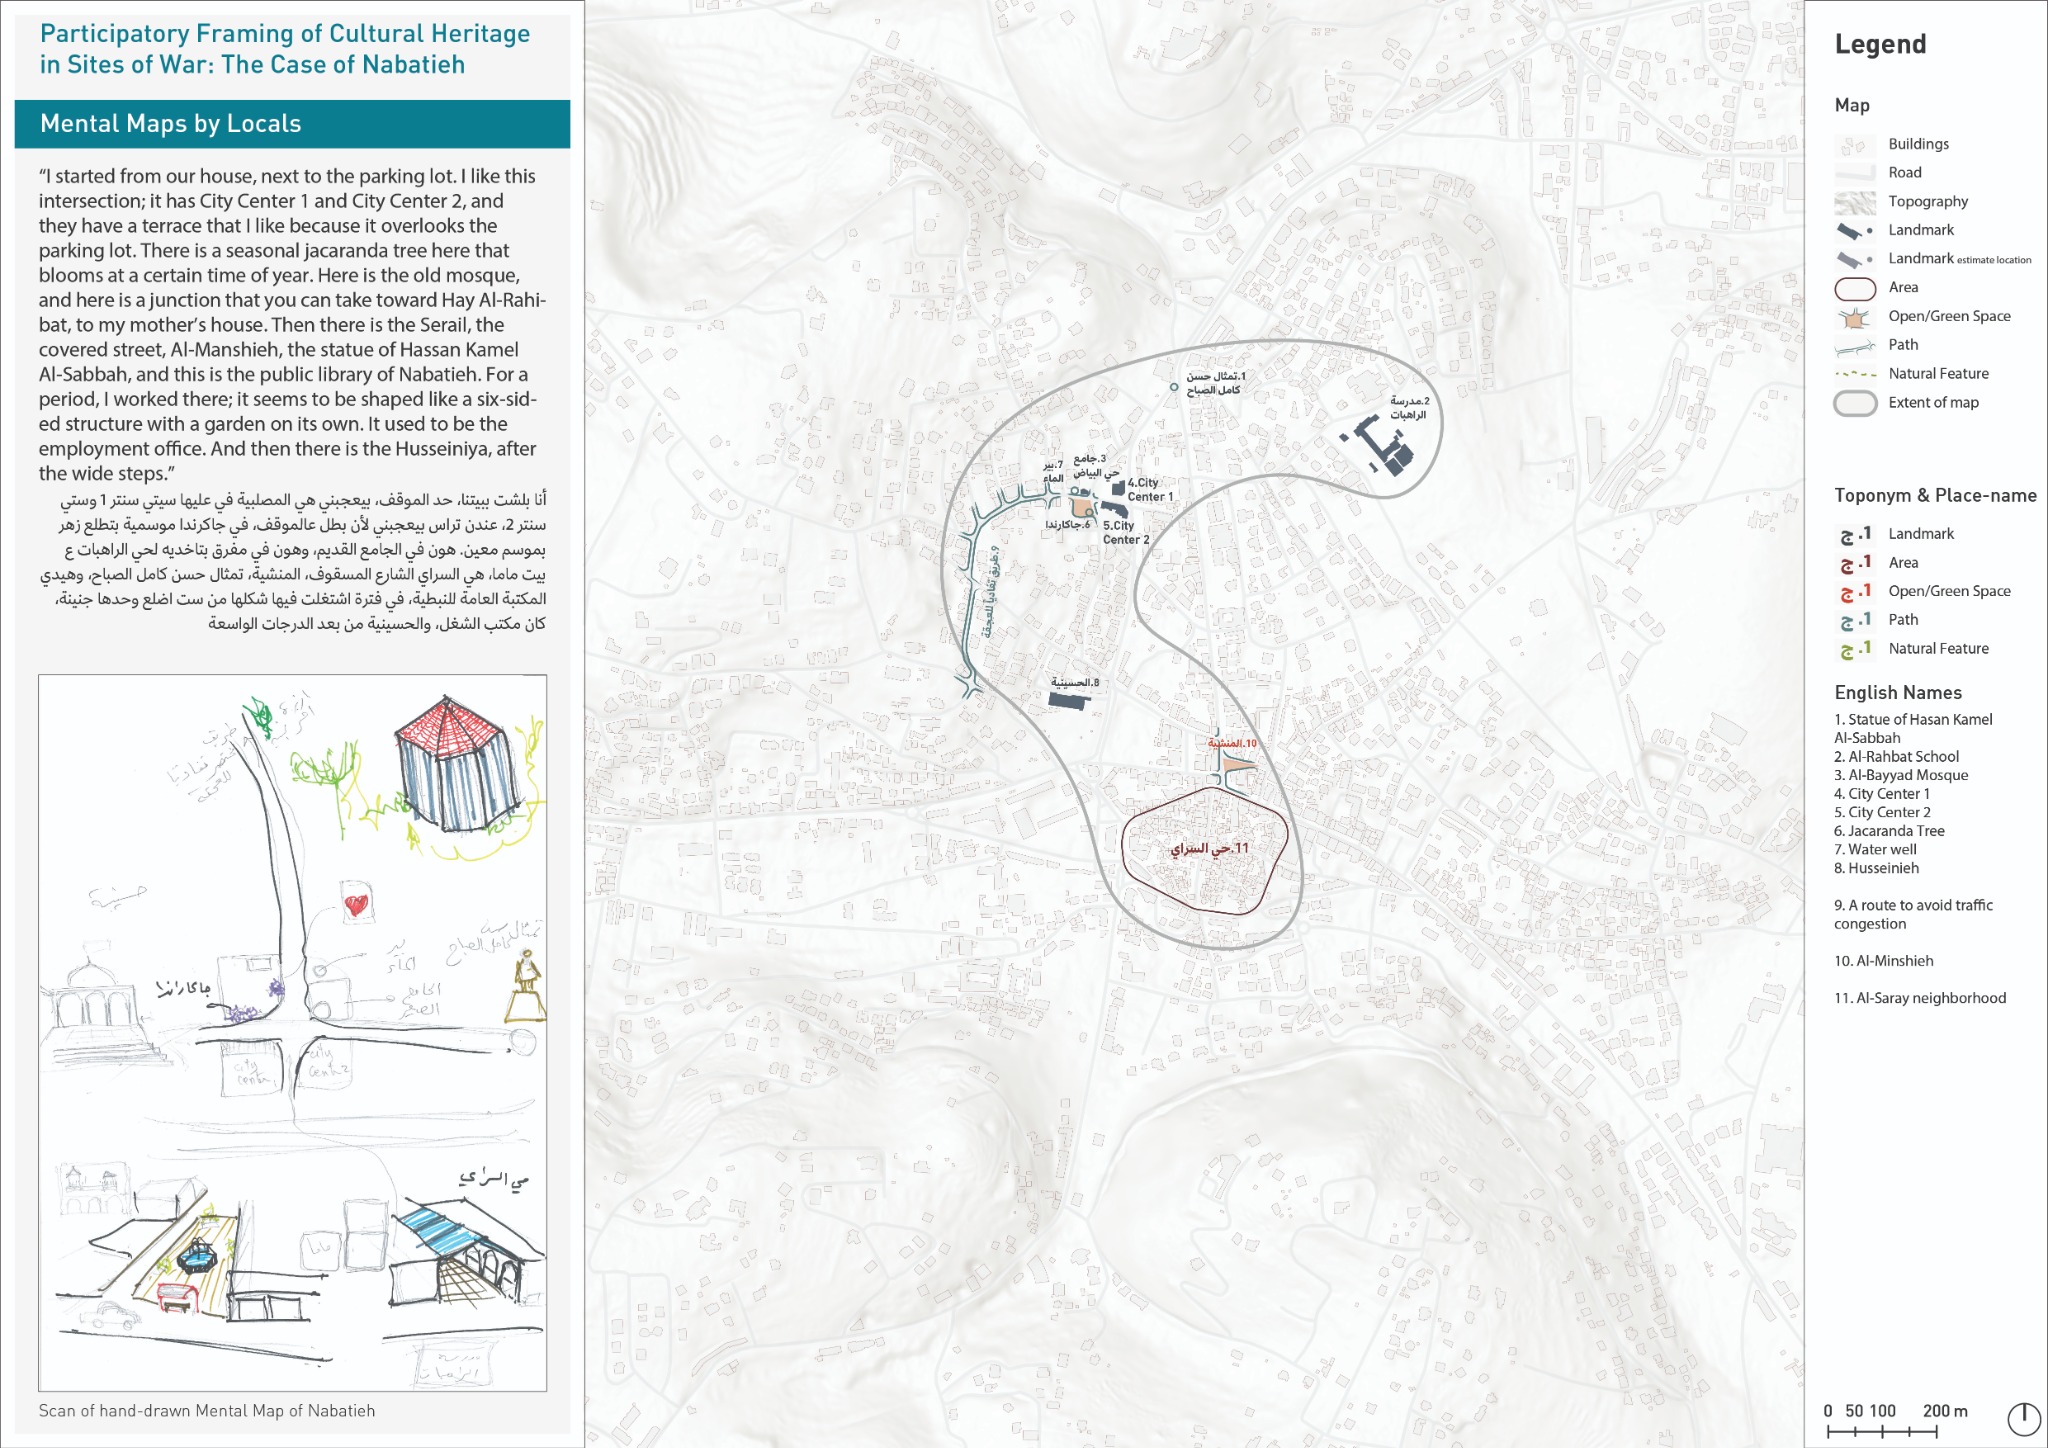 Participatory Framing of Cultural Heritage
in Sites of War: The Case of Nabatieh
Mental Maps by Locals
“I started from our house, next to the parking lot. I like this
intersection; it has City Center 1 and City Center 2, and
they have a terrace that I like because it overlooks the
parking lot. There is a seasonal jacaranda tree here that
blooms at a certain time of year. Here is the old mosque,
and here is a junction that you can take toward Hay Al-Rahi-
bat, to my mother’s house. Then there is the Serail, the
covered street, Al-Manshieh, the statue of Hassan Kamel
Al-Sabbah, and this is the public library of Nabatieh. For a
period, I worked there; it seems to be shaped like a six-sid-
ed structure with a garden on its own. It used to be the
employment office. And then there is the Husseiniya, after
the wide steps.”
أنا بلشت ببيتنا، حد الموقف، بيعجبني هي المصلبية في عليها سيتي سنتر 1 وستي
سنتر 2، عندن تراس بيعجبني لأن بطل عالموقف، في جاكرندا موسمية بتطلع زهر
بموسم معين. هون في الجامع القديم، وهون في مفرق بتاخديه لحي الراهبات ع
بيت ماما، هي السراي الشارع المسقوف، المنشية، تمثال حسن كامل الصباح، وهيدي
المكتبة العامة للنبطية، في فترة اشتغلت فيها شكلها من ست اضلع وحدها جنينة،
كان مكتب الشغل، والحسينية من بعد الدرجات الواسعة
جاكاراندا
city
center 1
city
center 2
حي السراي
Scan of hand-drawn Mental Map of Nabatieh
1.تمثال حسن
كامل الصباح
2.مدرسة
الراهبات
3.جامع
حي البياض
7.بير
الماء
4.City
Center 1
6.جاكارندا
5.City
Center 2
9.طريق تفادياً للعجقة
8.الحسينية
10.المنشية
11.حي السراي
Legend
Map
Buildings
Road
Topography
Landmark
Landmark estimate location
Area
Open/Green Space
Path
Natural Feature
Extent of map
Toponym & Place-name
1. ج Landmark
1. ج Area
1. ج Open/Green Space
1. ج Path
1. ج Natural Feature
English Names
1. Statue of Hasan Kamel
Al-Sabbah
2. Al-Rahbat School
3. Al-Bayyad Mosque
4. City Center 1
5. City Center 2
6. Jacaranda Tree
7. Water well
8. Husseinieh
9. A route to avoid traffic
congestion
10. Al-Minshieh
11. Al-Saray neighborhood
0 50 100 200 m